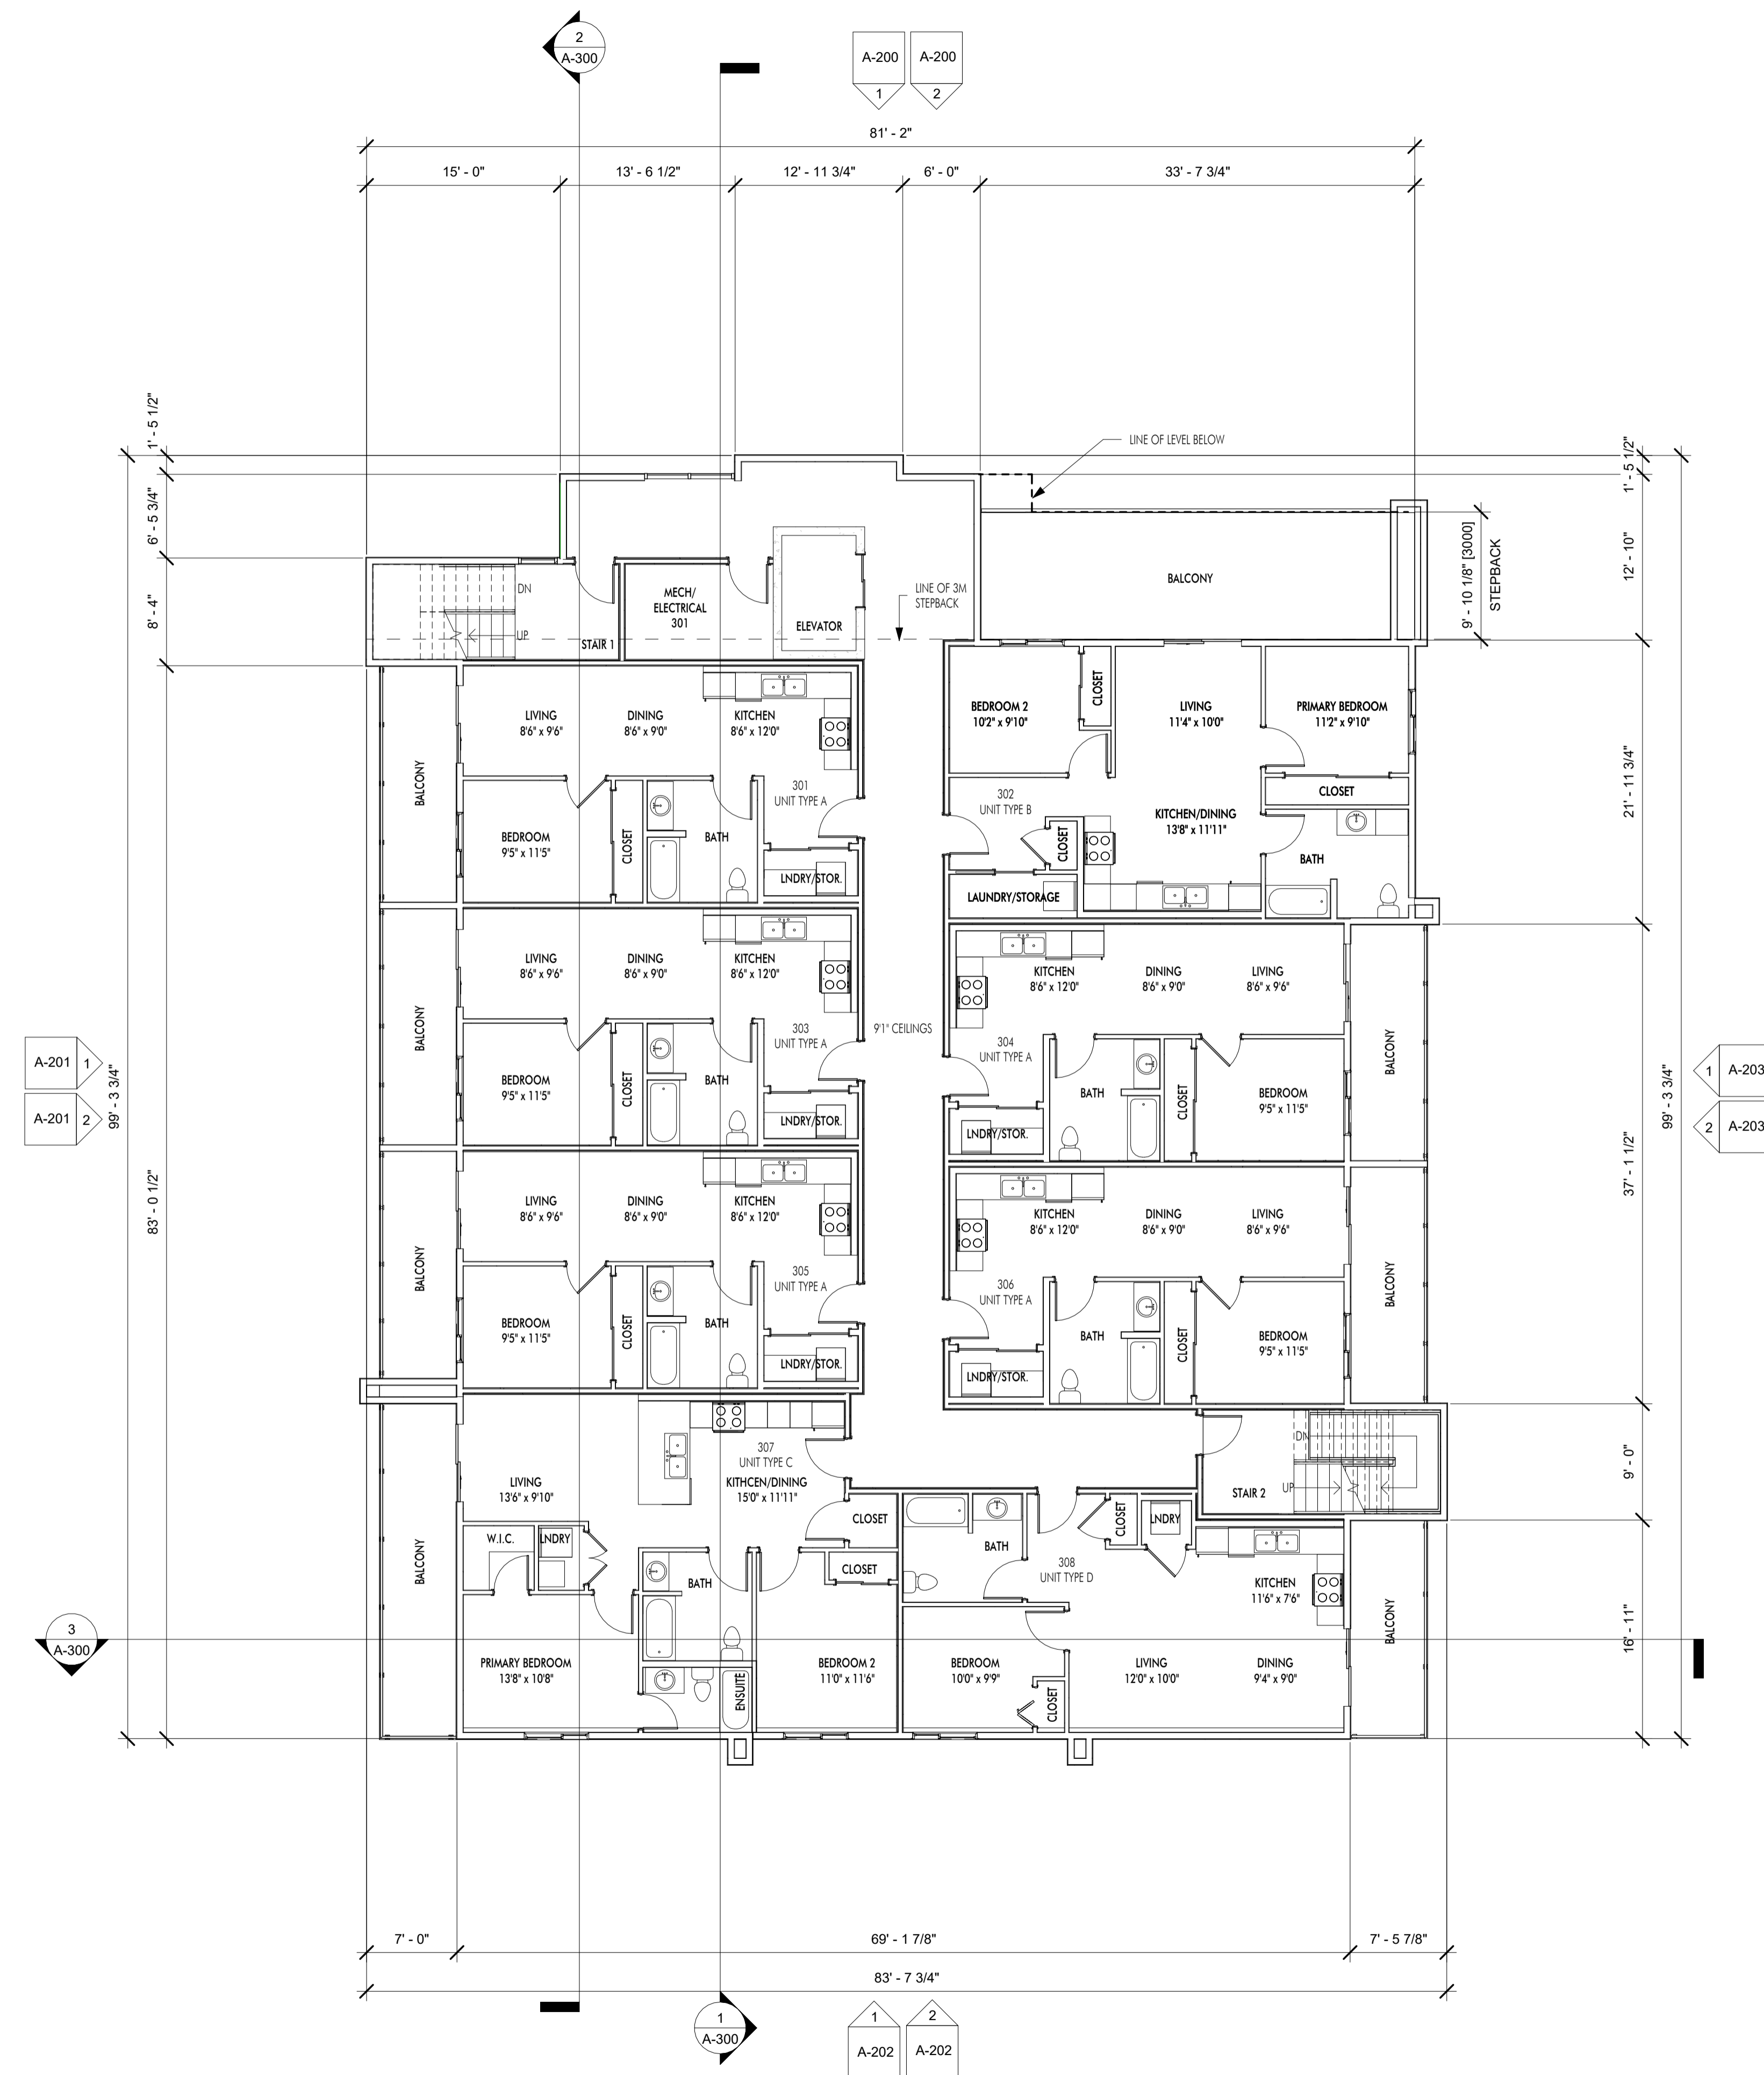 2
A-300
A-200
A-200
1
2
81' - 2"
15' - 0"
13' - 6 1/2"
12' - 11 3/4"
6' - 0"
33' - 7 3/4"
1' - 5 1/2"
6' - 5 3/4"
8' - 4"
83' - 0 1/2"
99' - 3 3/4"
LINE OF LEVEL BELOW
1' - 5 1/2"
12' - 10"
21' - 11 3/4"
37' - 1 1/2"
9' - 0"
16' - 11"
99' - 3 3/4"
9' - 10 1/8" [3000]
STEPBACK
DN
UP
STAIR 1
MECH/
ELECTRICAL
301
ELEVATOR
LINE OF 3M
STEPBACK
BALCONY
BALCONY
LIVING
8'6" x 9'6"
DINING
8'6" x 9'0"
KITCHEN
8'6" x 12'0"
301
UNIT TYPE A
BEDROOM
9'5" x 11'5"
CLOSET
BATH
LNDRY/STOR.
BEDROOM 2
10'2" x 9'10"
CLOSET
LIVING
11'4" x 10'0"
PRIMARY BEDROOM
11'2" x 9'10"
CLOSET
302
UNIT TYPE B
KITCHEN/DINING
13'8" x 11'11"
CLOSET
BATH
LAUNDRY/STORAGE
BALCONY
LIVING
8'6" x 9'6"
DINING
8'6" x 9'0"
KITCHEN
8'6" x 12'0"
303
UNIT TYPE A
BEDROOM
9'5" x 11'5"
CLOSET
BATH
LNDRY/STOR.
9'1" CEILINGS
KITCHEN
8'6" x 12'0"
DINING
8'6" x 9'0"
LIVING
8'6" x 9'6"
304
UNIT TYPE A
BATH
CLOSET
BEDROOM
9'5" x 11'5"
LNDRY/STOR.
BALCONY
A-201
1
A-201
2
1
A-203
2
A-203
BALCONY
LIVING
8'6" x 9'6"
DINING
8'6" x 9'0"
KITCHEN
8'6" x 12'0"
305
UNIT TYPE A
BEDROOM
9'5" x 11'5"
CLOSET
BATH
LNDRY/STOR.
KITCHEN
8'6" x 12'0"
DINING
8'6" x 9'0"
LIVING
8'6" x 9'6"
306
UNIT TYPE A
BATH
CLOSET
BEDROOM
9'5" x 11'5"
LNDRY/STOR.
BALCONY
BALCONY
LIVING
13'6" x 9'10"
307
UNIT TYPE C
KITHCEN/DINING
15'0" x 11'11"
CLOSET
W.I.C.
LNDRY
BATH
CLOSET
PRIMARY BEDROOM
13'8" x 10'8"
ENSUITE
BEDROOM 2
11'0" x 11'6"
DN
UP
STAIR 2
BATH
CLOSET
LNDRY
308
UNIT TYPE D
KITCHEN
11'6" x 7'6"
BEDROOM
10'0" x 9'9"
CLOSET
LIVING
12'0" x 10'0"
DINING
9'4" x 9'0"
BALCONY
3
A-300
7' - 0"
69' - 1 7/8"
7' - 5 7/8"
83' - 7 3/4"
1
A-300
1
2
A-202
A-202